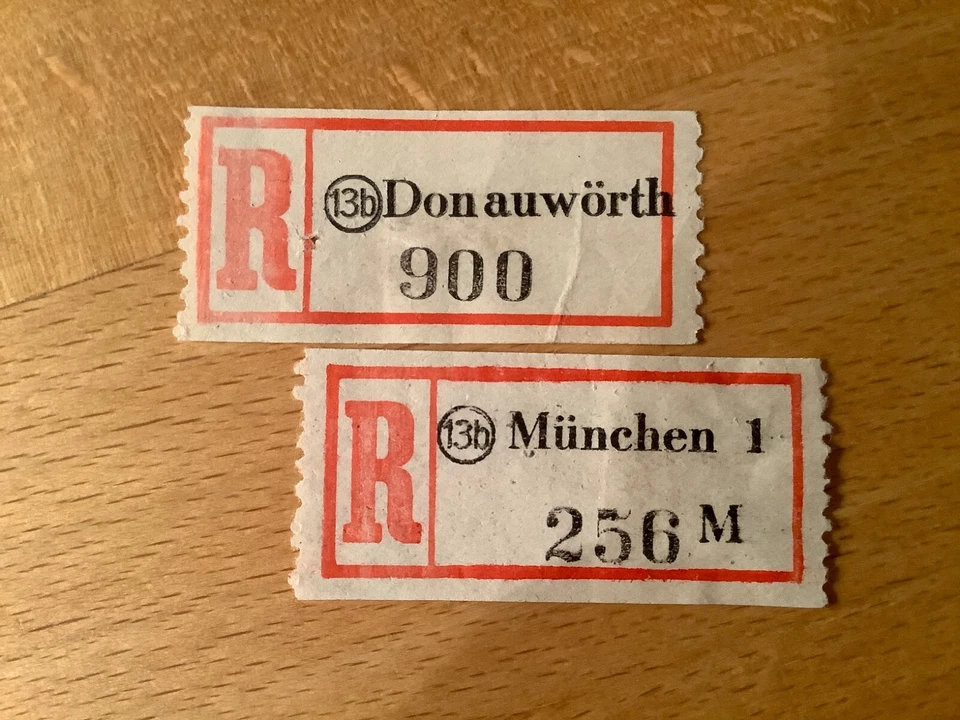 R 13b Donauwörth
900
R 13b München 1
256 M